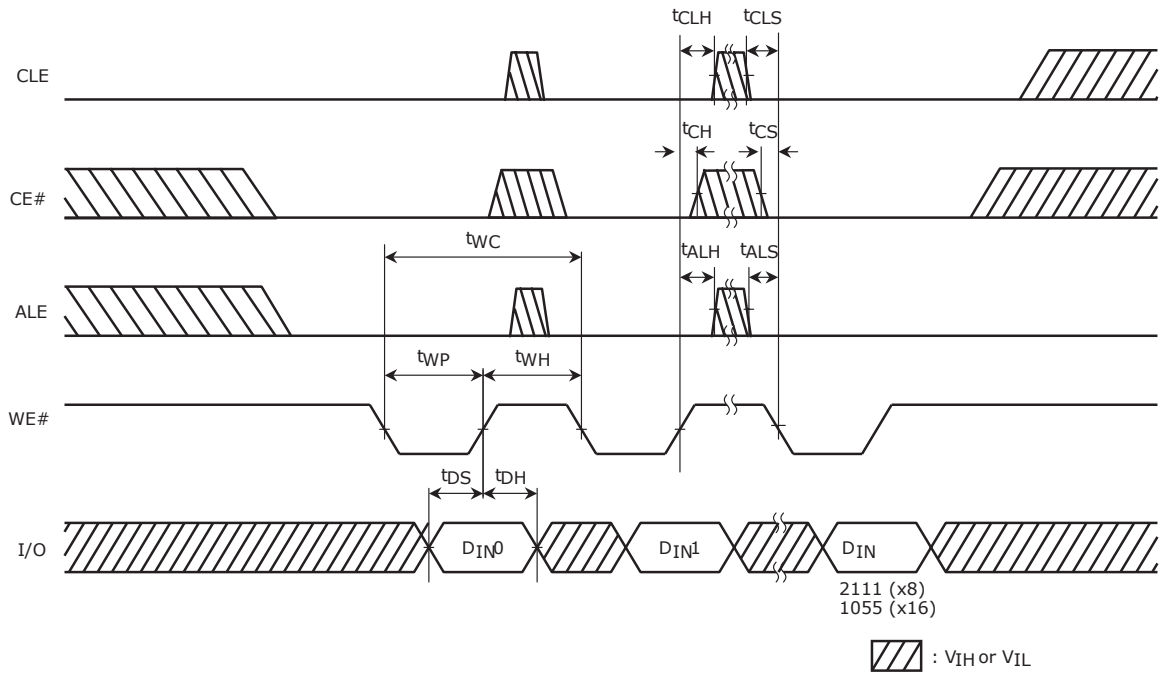 tCLH tCLS
CLE
tCH tCS
CE#
tWC tALH tALS
ALE
tWP tWH
WE#
tDS tDH
I/O DIN0 DIN1 DIN
2111 (x8)
1055 (x16)
: VIH or VIL